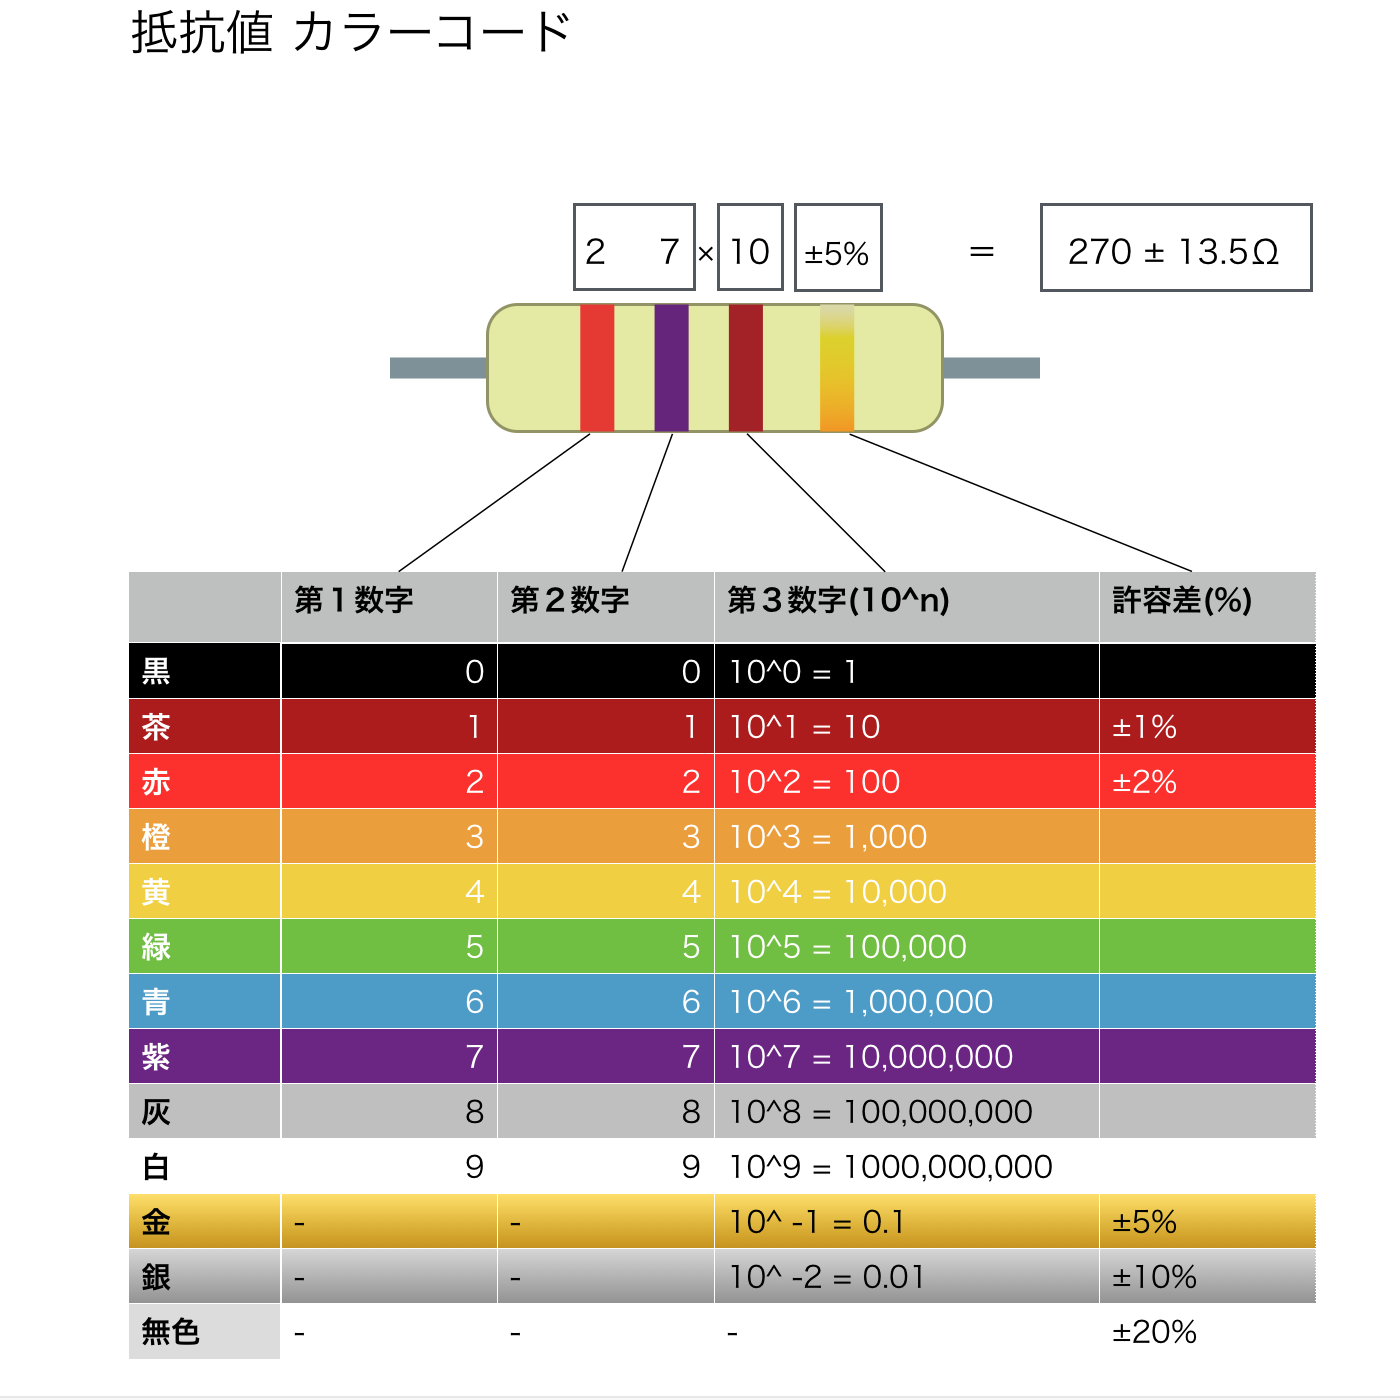 抵抗値 カラーコード
2 7 × 10 ±5% = 270 ± 13.5Ω
第１数字 第２数字 第３数字(10^n) 許容差(%)
黒 0 0 10^0 = 1
茶 1 1 10^1 = 10 ±1%
赤 2 2 10^2 = 100 ±2%
橙 3 3 10^3 = 1,000
黄 4 4 10^4 = 10,000
緑 5 5 10^5 = 100,000
青 6 6 10^6 = 1,000,000
紫 7 7 10^7 = 10,000,000
灰 8 8 10^8 = 100,000,000
白 9 9 10^9 = 1000,000,000
金 - - 10^ -1 = 0.1 ±5%
銀 - - 10^ -2 = 0.01 ±10%
無色 - - - ±20%